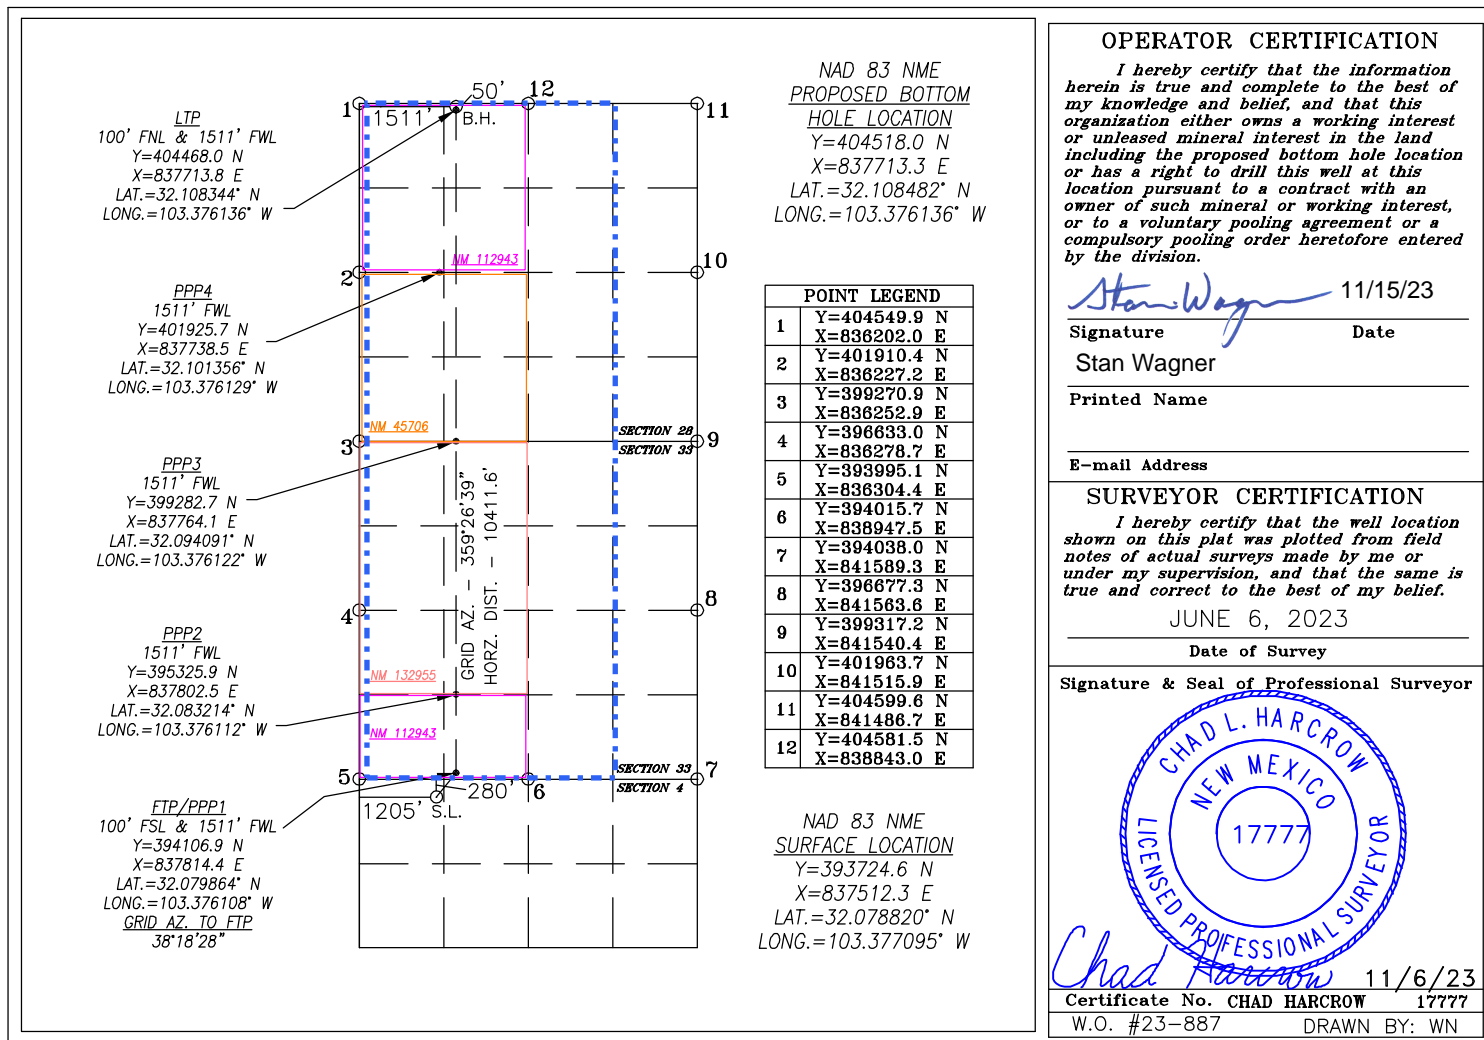 LTP
100' FNL & 1511' FWL
Y=404468.0 N
X=837713.8 E
LAT.=32.108344° N
LONG.=103.376136° W
PPP4
1511' FWL
Y=401925.7 N
X=837738.5 E
LAT.=32.101356° N
LONG.=103.376129° W
PPP3
1511' FWL
Y=399282.7 N
X=837764.1 E
LAT.=32.094091° N
LONG.=103.376122° W
PPP2
1511' FWL
Y=395325.9 N
X=837802.5 E
LAT.=32.083214° N
LONG.=103.376112° W
FTP/PPP1
100' FSL & 1511' FWL
Y=394106.9 N
X=837814.4 E
LAT.=32.079864° N
LONG.=103.376108° W
GRID AZ. TO FTP
38°18'28"
1
50'
12
11
1511'
B.H.
NM 112943
2
10
NM 45706
SECTION 28
3
9
SECTION 33
GRID AZ. - 359°26'39"
HORZ. DIST. - 10411.6'
4
8
NM 132955
NM 112943
SECTION 33
5
6
7
SECTION 4
280'
1205'
S.L.
NAD 83 NME
PROPOSED BOTTOM
HOLE LOCATION
Y=404518.0 N
X=837713.3 E
LAT.=32.108482° N
LONG.=103.376136° W
POINT LEGEND
1 Y=404549.9 N
X=836202.0 E
2 Y=401910.4 N
X=836227.2 E
3 Y=399270.9 N
X=836252.9 E
4 Y=396633.0 N
X=836278.7 E
5 Y=393995.1 N
X=836304.4 E
6 Y=394015.7 N
X=838947.5 E
7 Y=394038.0 N
X=841589.3 E
8 Y=396677.3 N
X=841563.6 E
9 Y=399317.2 N
X=841540.4 E
10 Y=401963.7 N
X=841515.9 E
11 Y=404599.6 N
X=841486.7 E
12 Y=404581.5 N
X=838843.0 E
NAD 83 NME
SURFACE LOCATION
Y=393724.6 N
X=837512.3 E
LAT.=32.078820° N
LONG.=103.377095° W
OPERATOR CERTIFICATION
I hereby certify that the information
herein is true and complete to the best of
my knowledge and belief, and that this
organization either owns a working interest
or unleased mineral interest in the land
including the proposed bottom hole location
or has a right to drill this well at this
location pursuant to a contract with an
owner of such mineral or working interest,
or to a voluntary pooling agreement or a
compulsory pooling order heretofore entered
by the division.
Stan Wagner 11/15/23
Signature Date
Stan Wagner
Printed Name
E-mail Address
SURVEYOR CERTIFICATION
I hereby certify that the well location
shown on this plat was plotted from field
notes of actual surveys made by me or
under my supervision, and that the same is
true and correct to the best of my belief.
JUNE 6, 2023
Date of Survey
Signature & Seal of Professional Surveyor
CHAD L. HARCROW
NEW MEXICO
17777
LICENSED PROFESSIONAL SURVEYOR
Chad Harcrow 11/6/23
Certificate No. CHAD HARCROW 17777
W.O. #23-887 DRAWN BY: WN